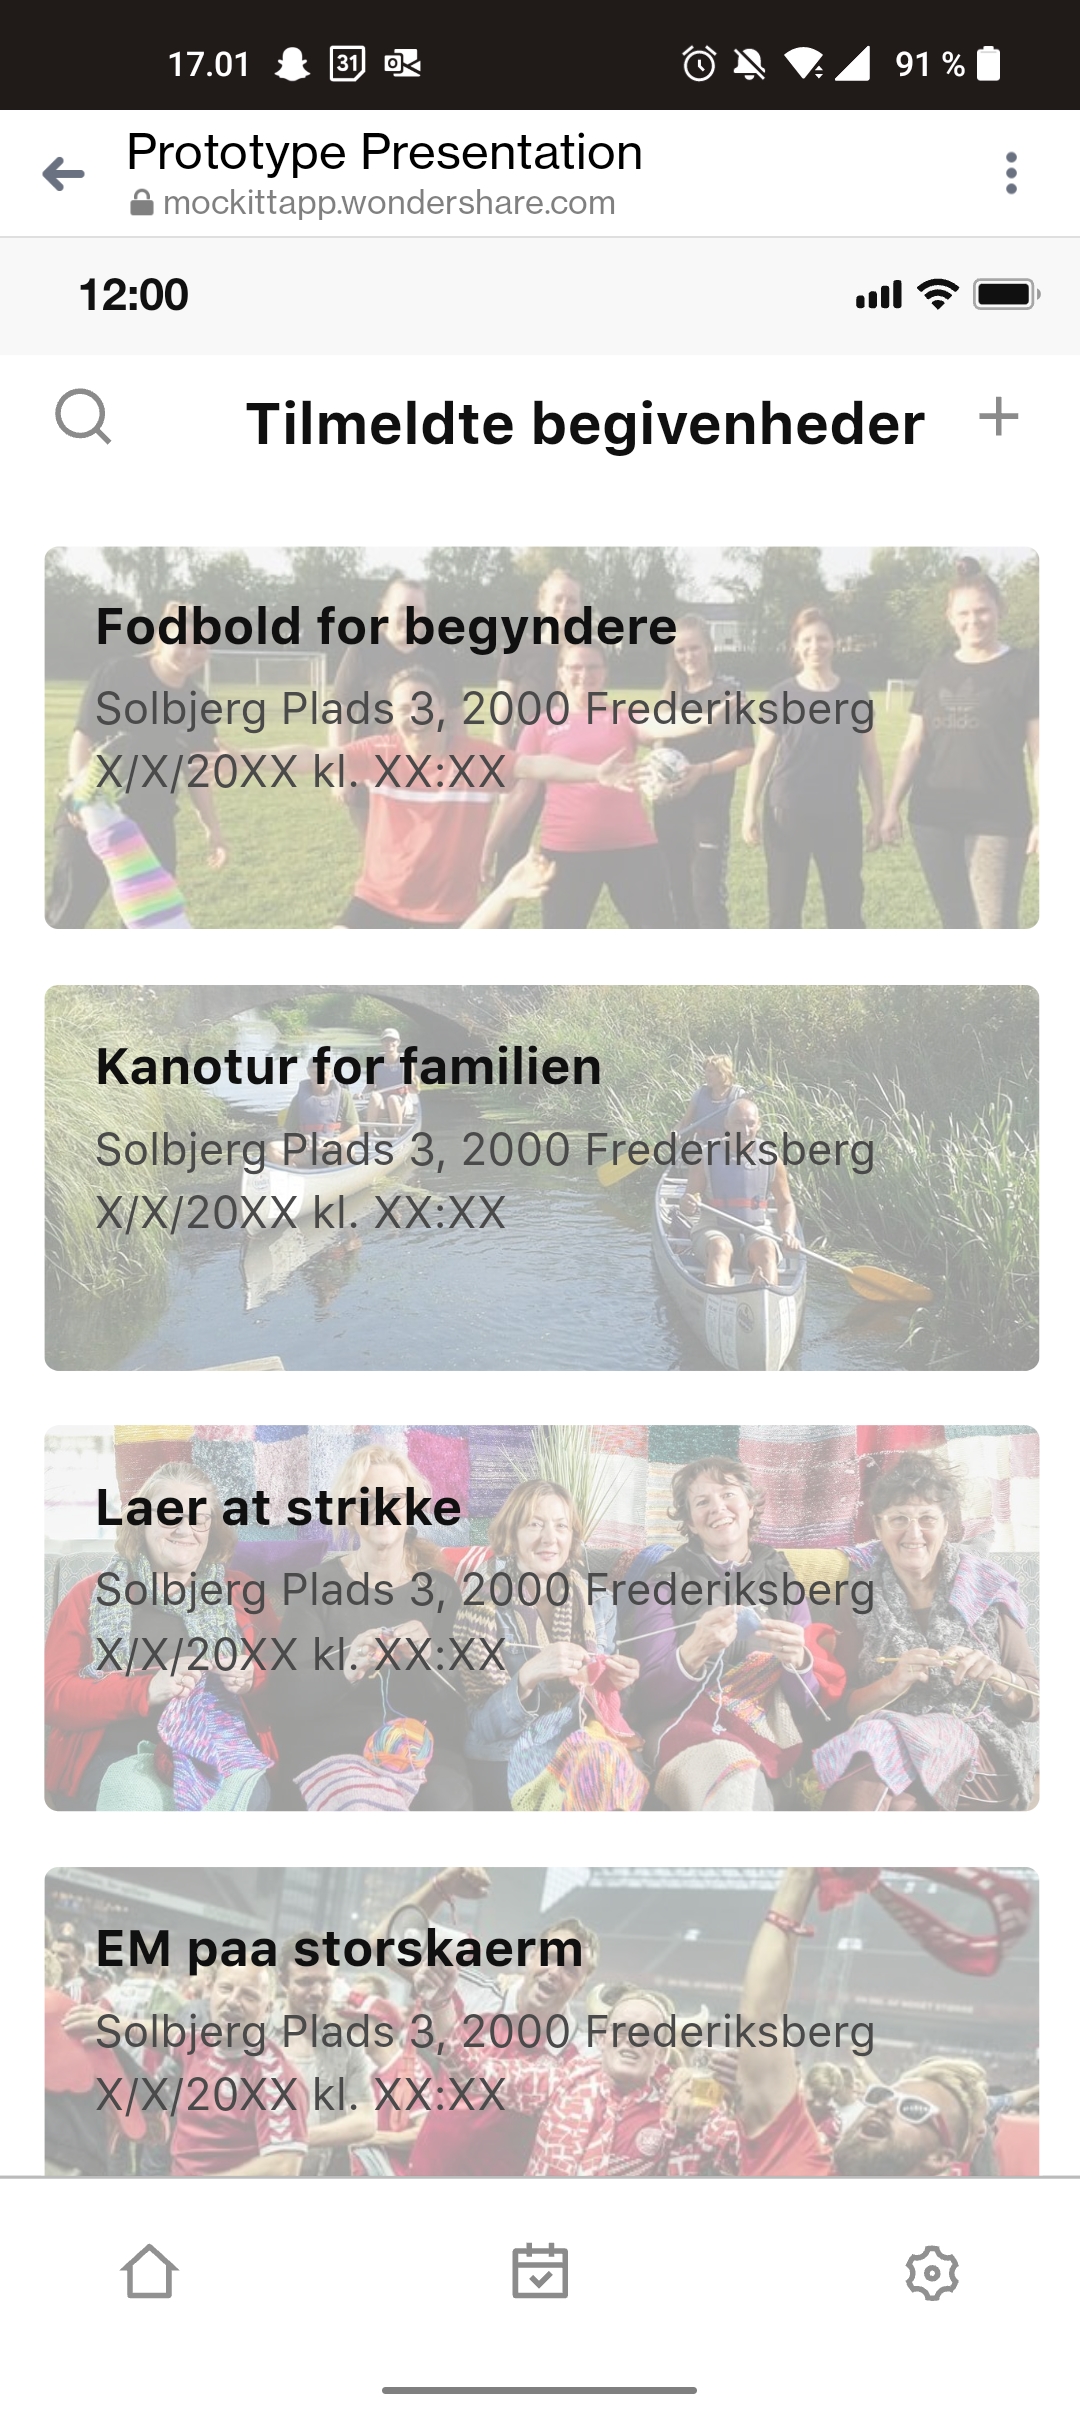 17.01
31
91 %
Prototype Presentation
mockittapp.wondershare.com
12:00
Tilmeldte begivenheder
Fodbold for begyndere
Solbjerg Plads 3, 2000 Frederiksberg
X/X/20XX kl. XX:XX
adidas
Kanotur for familien
Solbjerg Plads 3, 2000 Frederiksberg
X/X/20XX kl. XX:XX
Laer at strikke
Solbjerg Plads 3, 2000 Frederiksberg
X/X/20XX kl. XX:XX
EM paa storskaerm
Solbjerg Plads 3, 2000 Frederiksberg
X/X/20XX kl. XX:XX